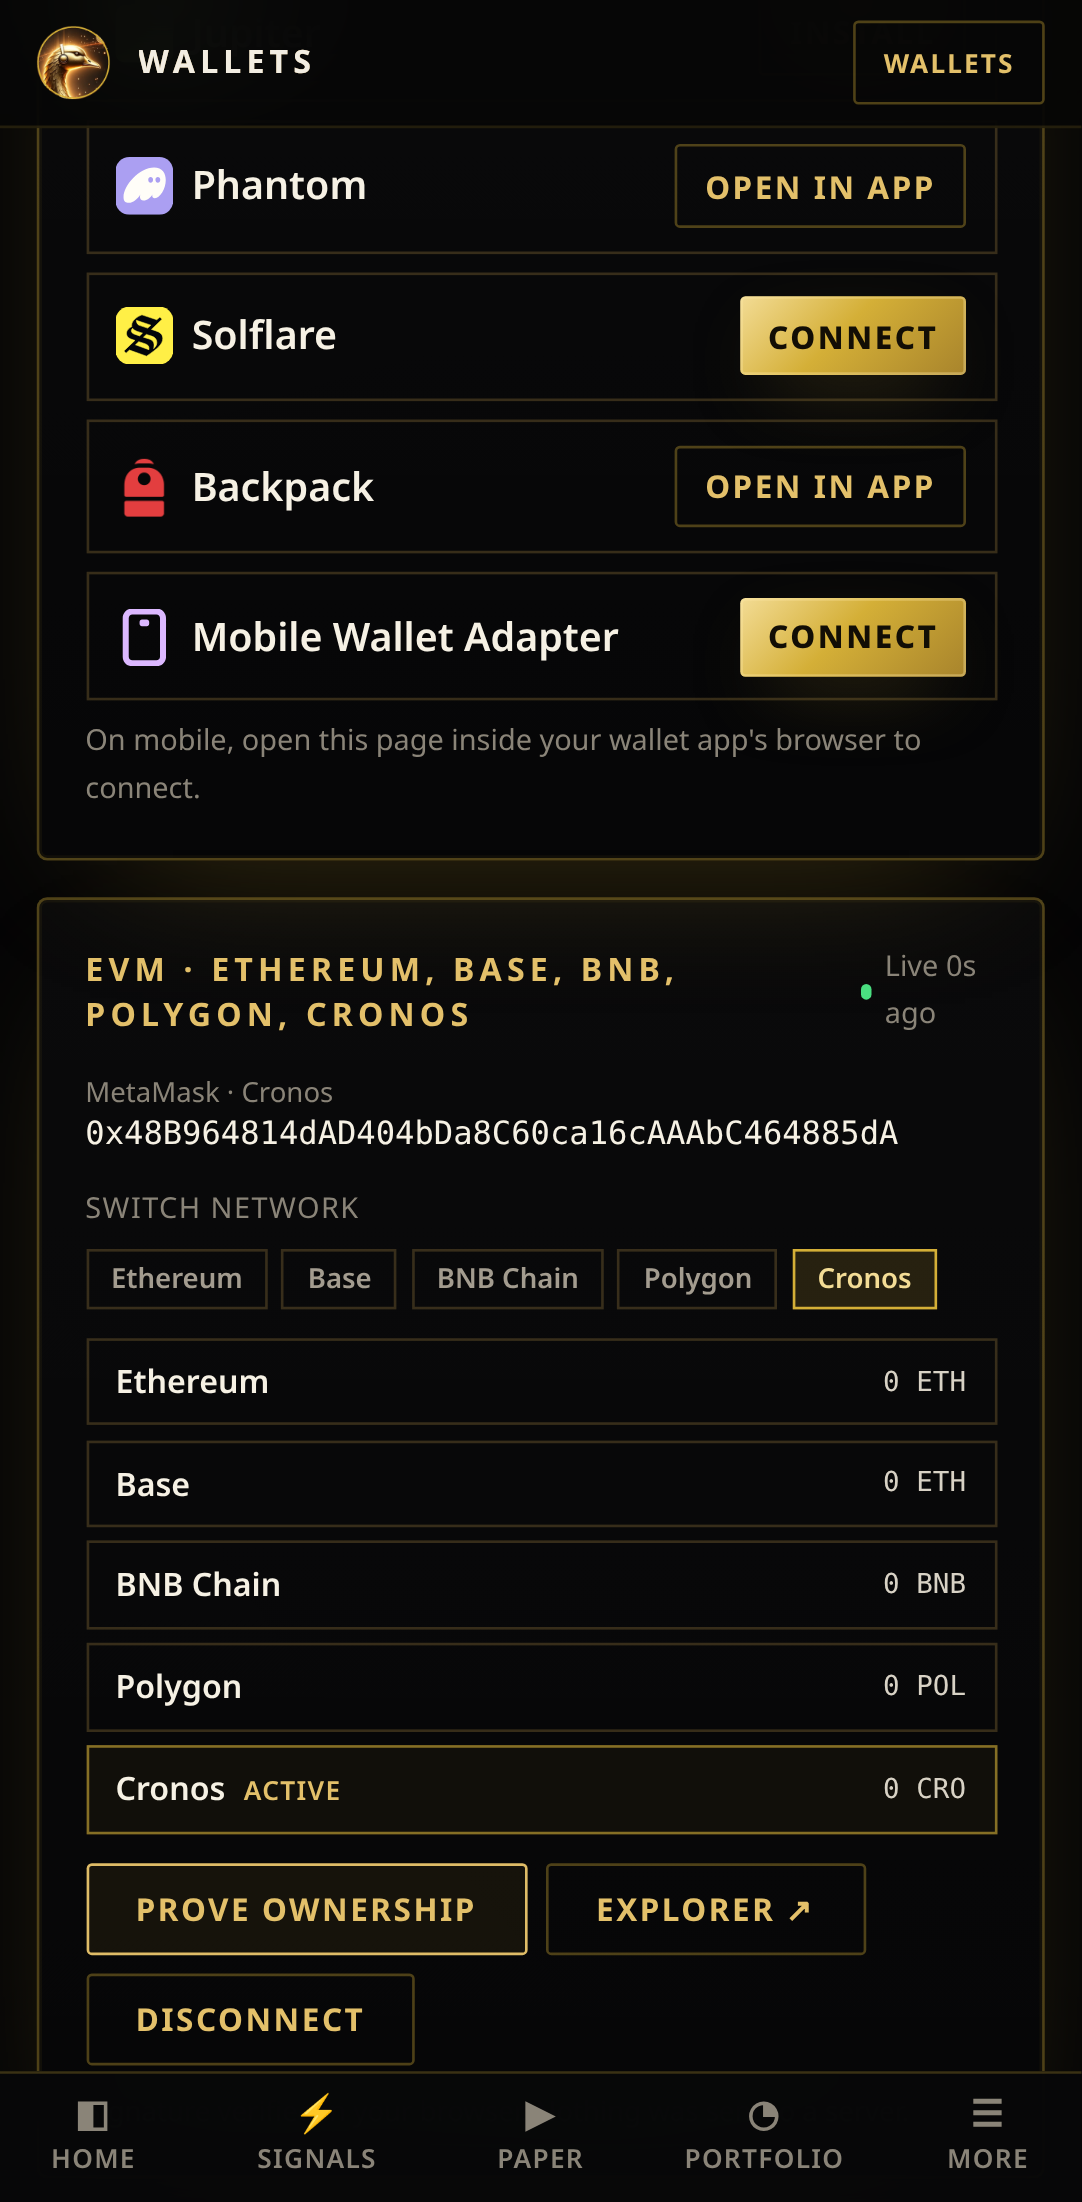 WALLETS
WALLETS
Phantom
OPEN IN APP
Solflare
CONNECT
Backpack
OPEN IN APP
Mobile Wallet Adapter
CONNECT
On mobile, open this page inside your wallet app's browser to
connect.
EVM · ETHEREUM, BASE, BNB,
POLYGON, CRONOS
Live 0s
ago
MetaMask · Cronos
0x48B964814dAD404bDa8C60ca16cAAAbC464885dA
SWITCH NETWORK
Ethereum
Base
BNB Chain
Polygon
Cronos
Ethereum
0 ETH
Base
0 ETH
BNB Chain
0 BNB
Polygon
0 POL
Cronos ACTIVE
0 CRO
PROVE OWNERSHIP
EXPLORER ↗
DISCONNECT
HOME
SIGNALS
PAPER
PORTFOLIO
MORE